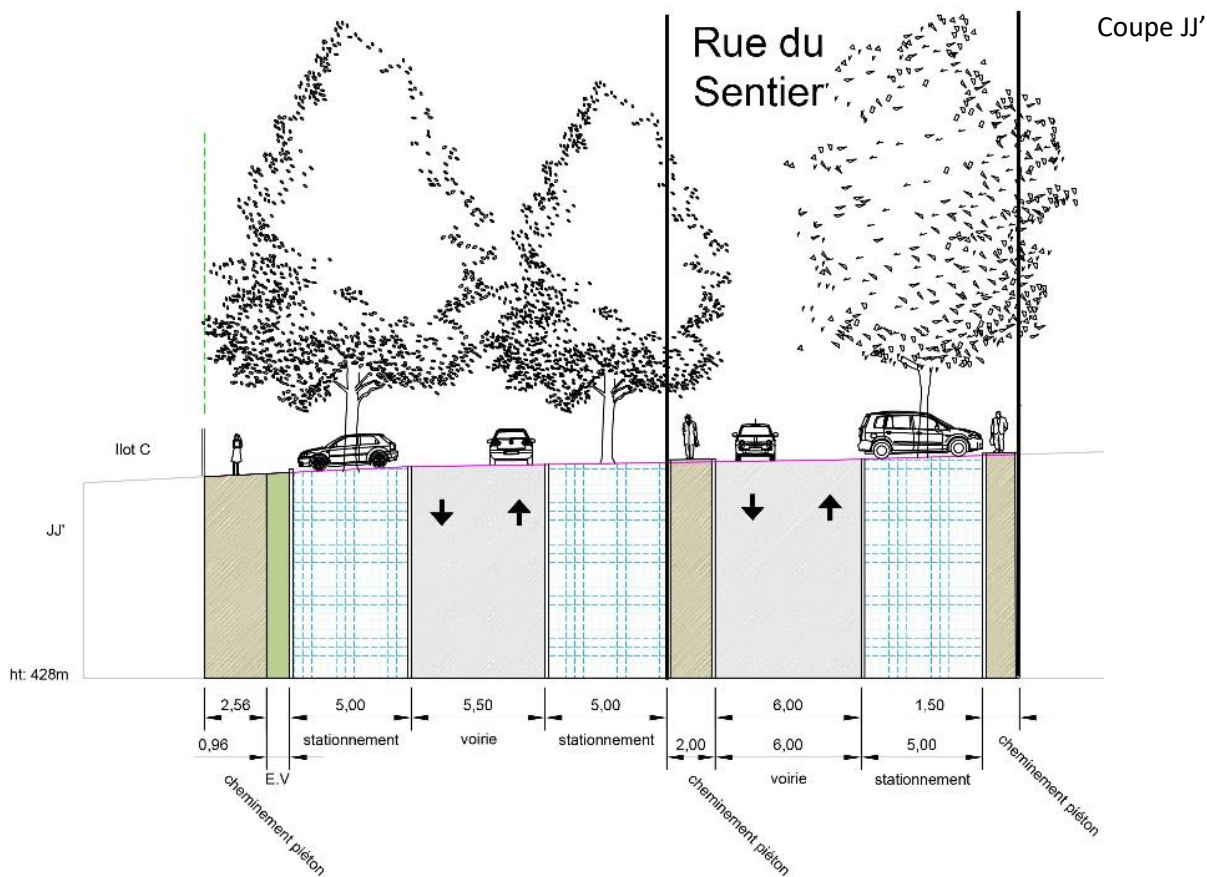 Coupe JJ'
Rue du
Sentier
Ilot C
JJ'
ht: 428m
2,56
5,00
5,50
5,00
6,00
1,50
0,96
stationnement
voirie
stationnement
2,00
6,00
5,00
E.V
voirie
stationnement
cheminement piéton
cheminement piéton
cheminement piéton